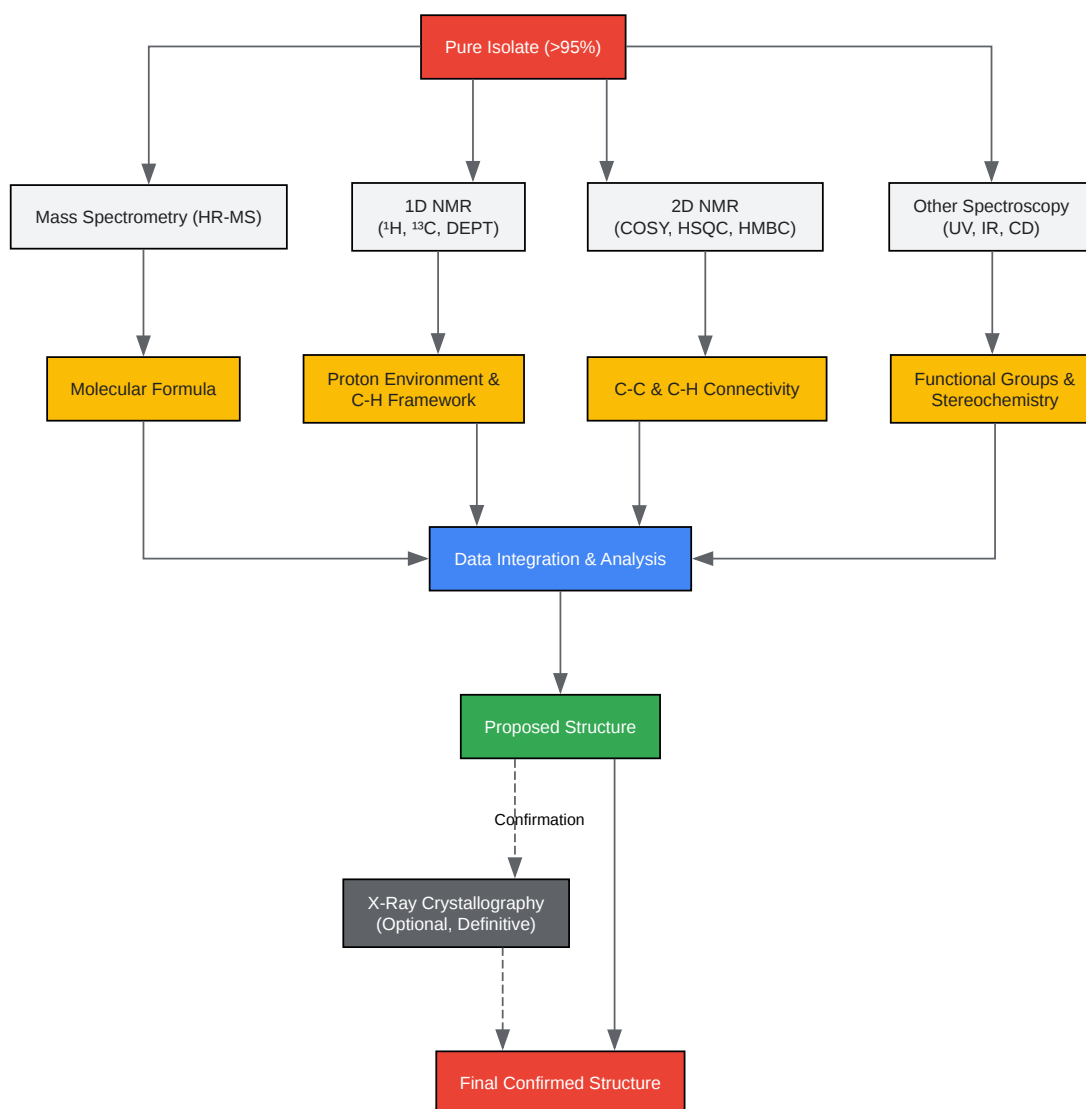 Pure Isolate (>95%)
Mass Spectrometry (HR-MS)
1D NMR
(¹H, ¹³C, DEPT)
2D NMR
(COSY, HSQC, HMBC)
Other Spectroscopy
(UV, IR, CD)
Molecular Formula
Proton Environment &
C-H Framework
C-C & C-H Connectivity
Functional Groups &
Stereochemistry
Data Integration & Analysis
Proposed Structure
Confirmation
X-Ray Crystallography
(Optional, Definitive)
Final Confirmed Structure